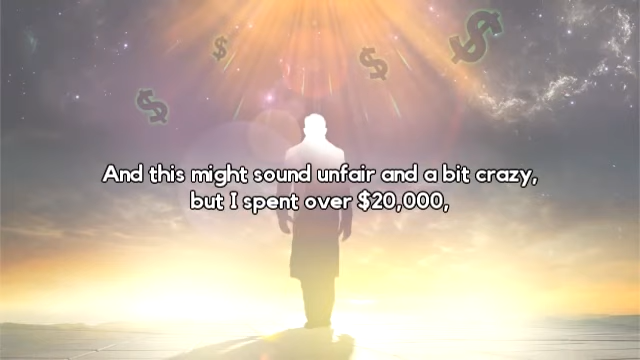 And this might sound unfair and a bit crazy,
but I spent over $20,000,